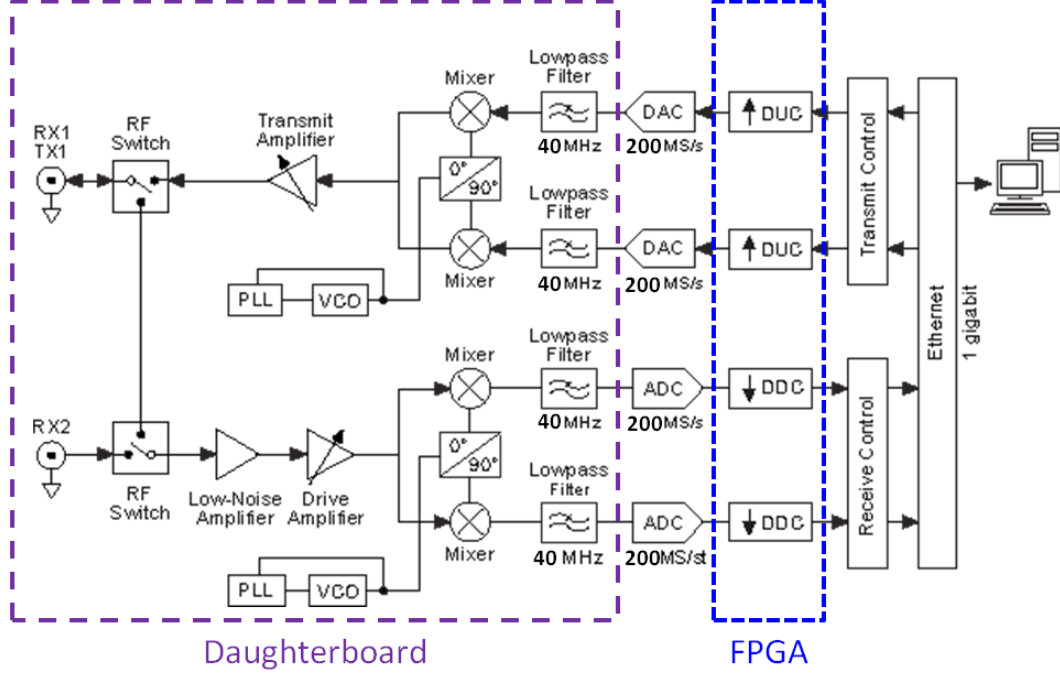 Mixer
Lowpass
Filter
40 MHz
DAC
200 MS/s
DUC
RX1
TX1
RF
Switch
Transmit
Amplifier
0°
90°
Mixer
Lowpass
Filter
40 MHz
DAC
200 MS/s
DUC
Transmit Control
PLL
VCO
Ethernet
1 gigabit
Mixer
Lowpass
Filter
40 MHz
ADC
200MS/s
DDC
RX2
RF
Switch
Low-Noise
Amplifier
Drive
Amplifier
0°
90°
Mixer
Lowpass
Filter
40 MHz
ADC
200MS/st
DDC
Receive Control
PLL
VCO
Daughterboard
FPGA